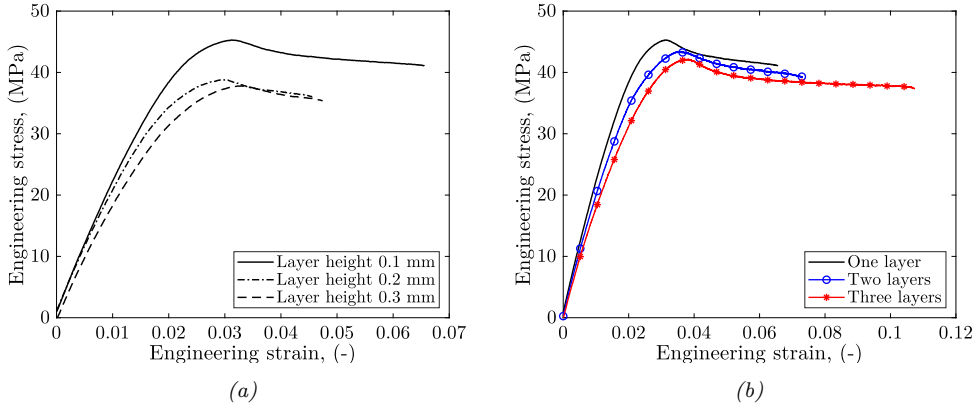 50
40
30
20
10
0
Engineering stress, (MPa)
Layer height 0.1 mm
Layer height 0.2 mm
Layer height 0.3 mm
0 0.01 0.02 0.03 0.04 0.05 0.06 0.07
Engineering strain, (-)
(a)
50
40
30
20
10
0
Engineering stress, (MPa)
One layer
Two layers
Three layers
0 0.02 0.04 0.06 0.08 0.1 0.12
Engineering strain, (-)
(b)